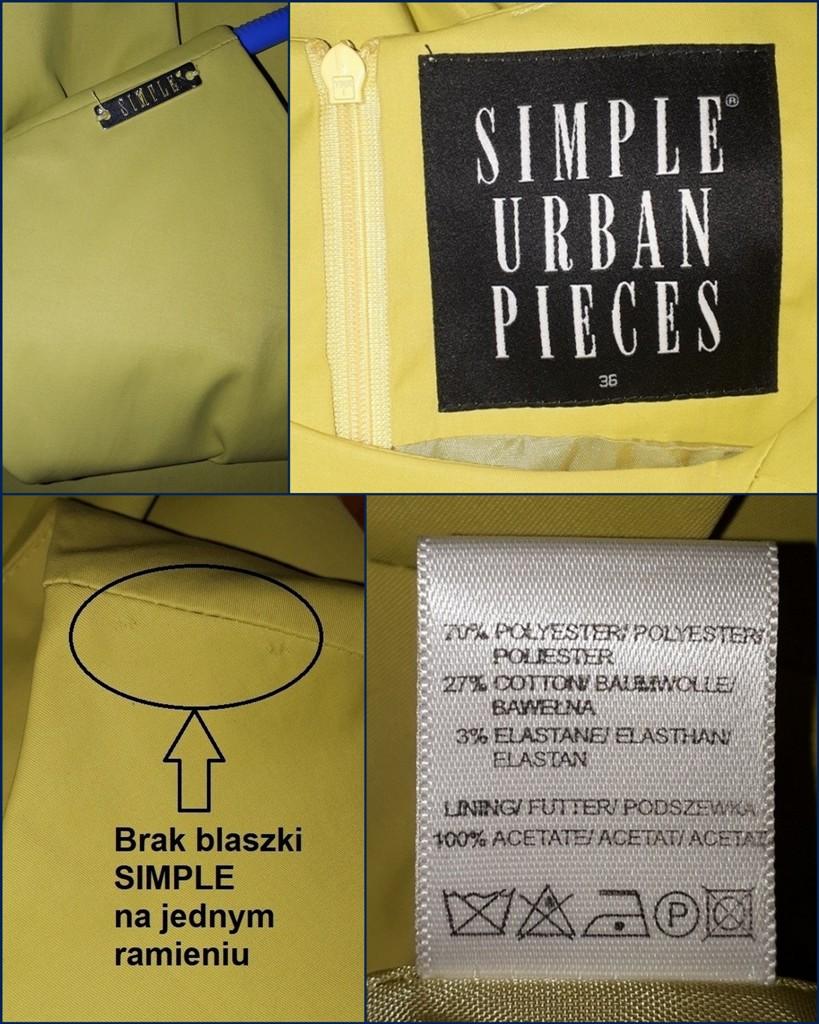 SIMPLE
SIMPLE®
URBAN
PIECES
36
Brak blaszki
SIMPLE
na jednym
ramieniu
70% POLYESTER/ POLYESTER/
POLIESTER
27% COTTON/ BAUMWOLLE/
BAWEŁNA
3% ELASTANE/ ELASTHAN/
ELASTAN
LINING/ FUTTER/ PODSZEWKA
100% ACETATE/ ACETAT/ ACETAT
P